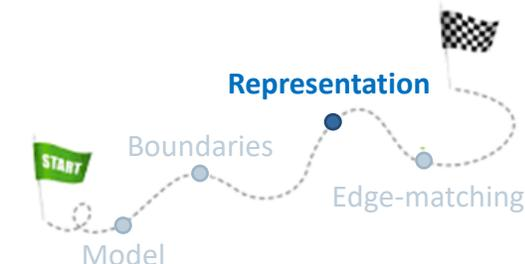 Representation
Boundaries
START
Edge-matching
Model